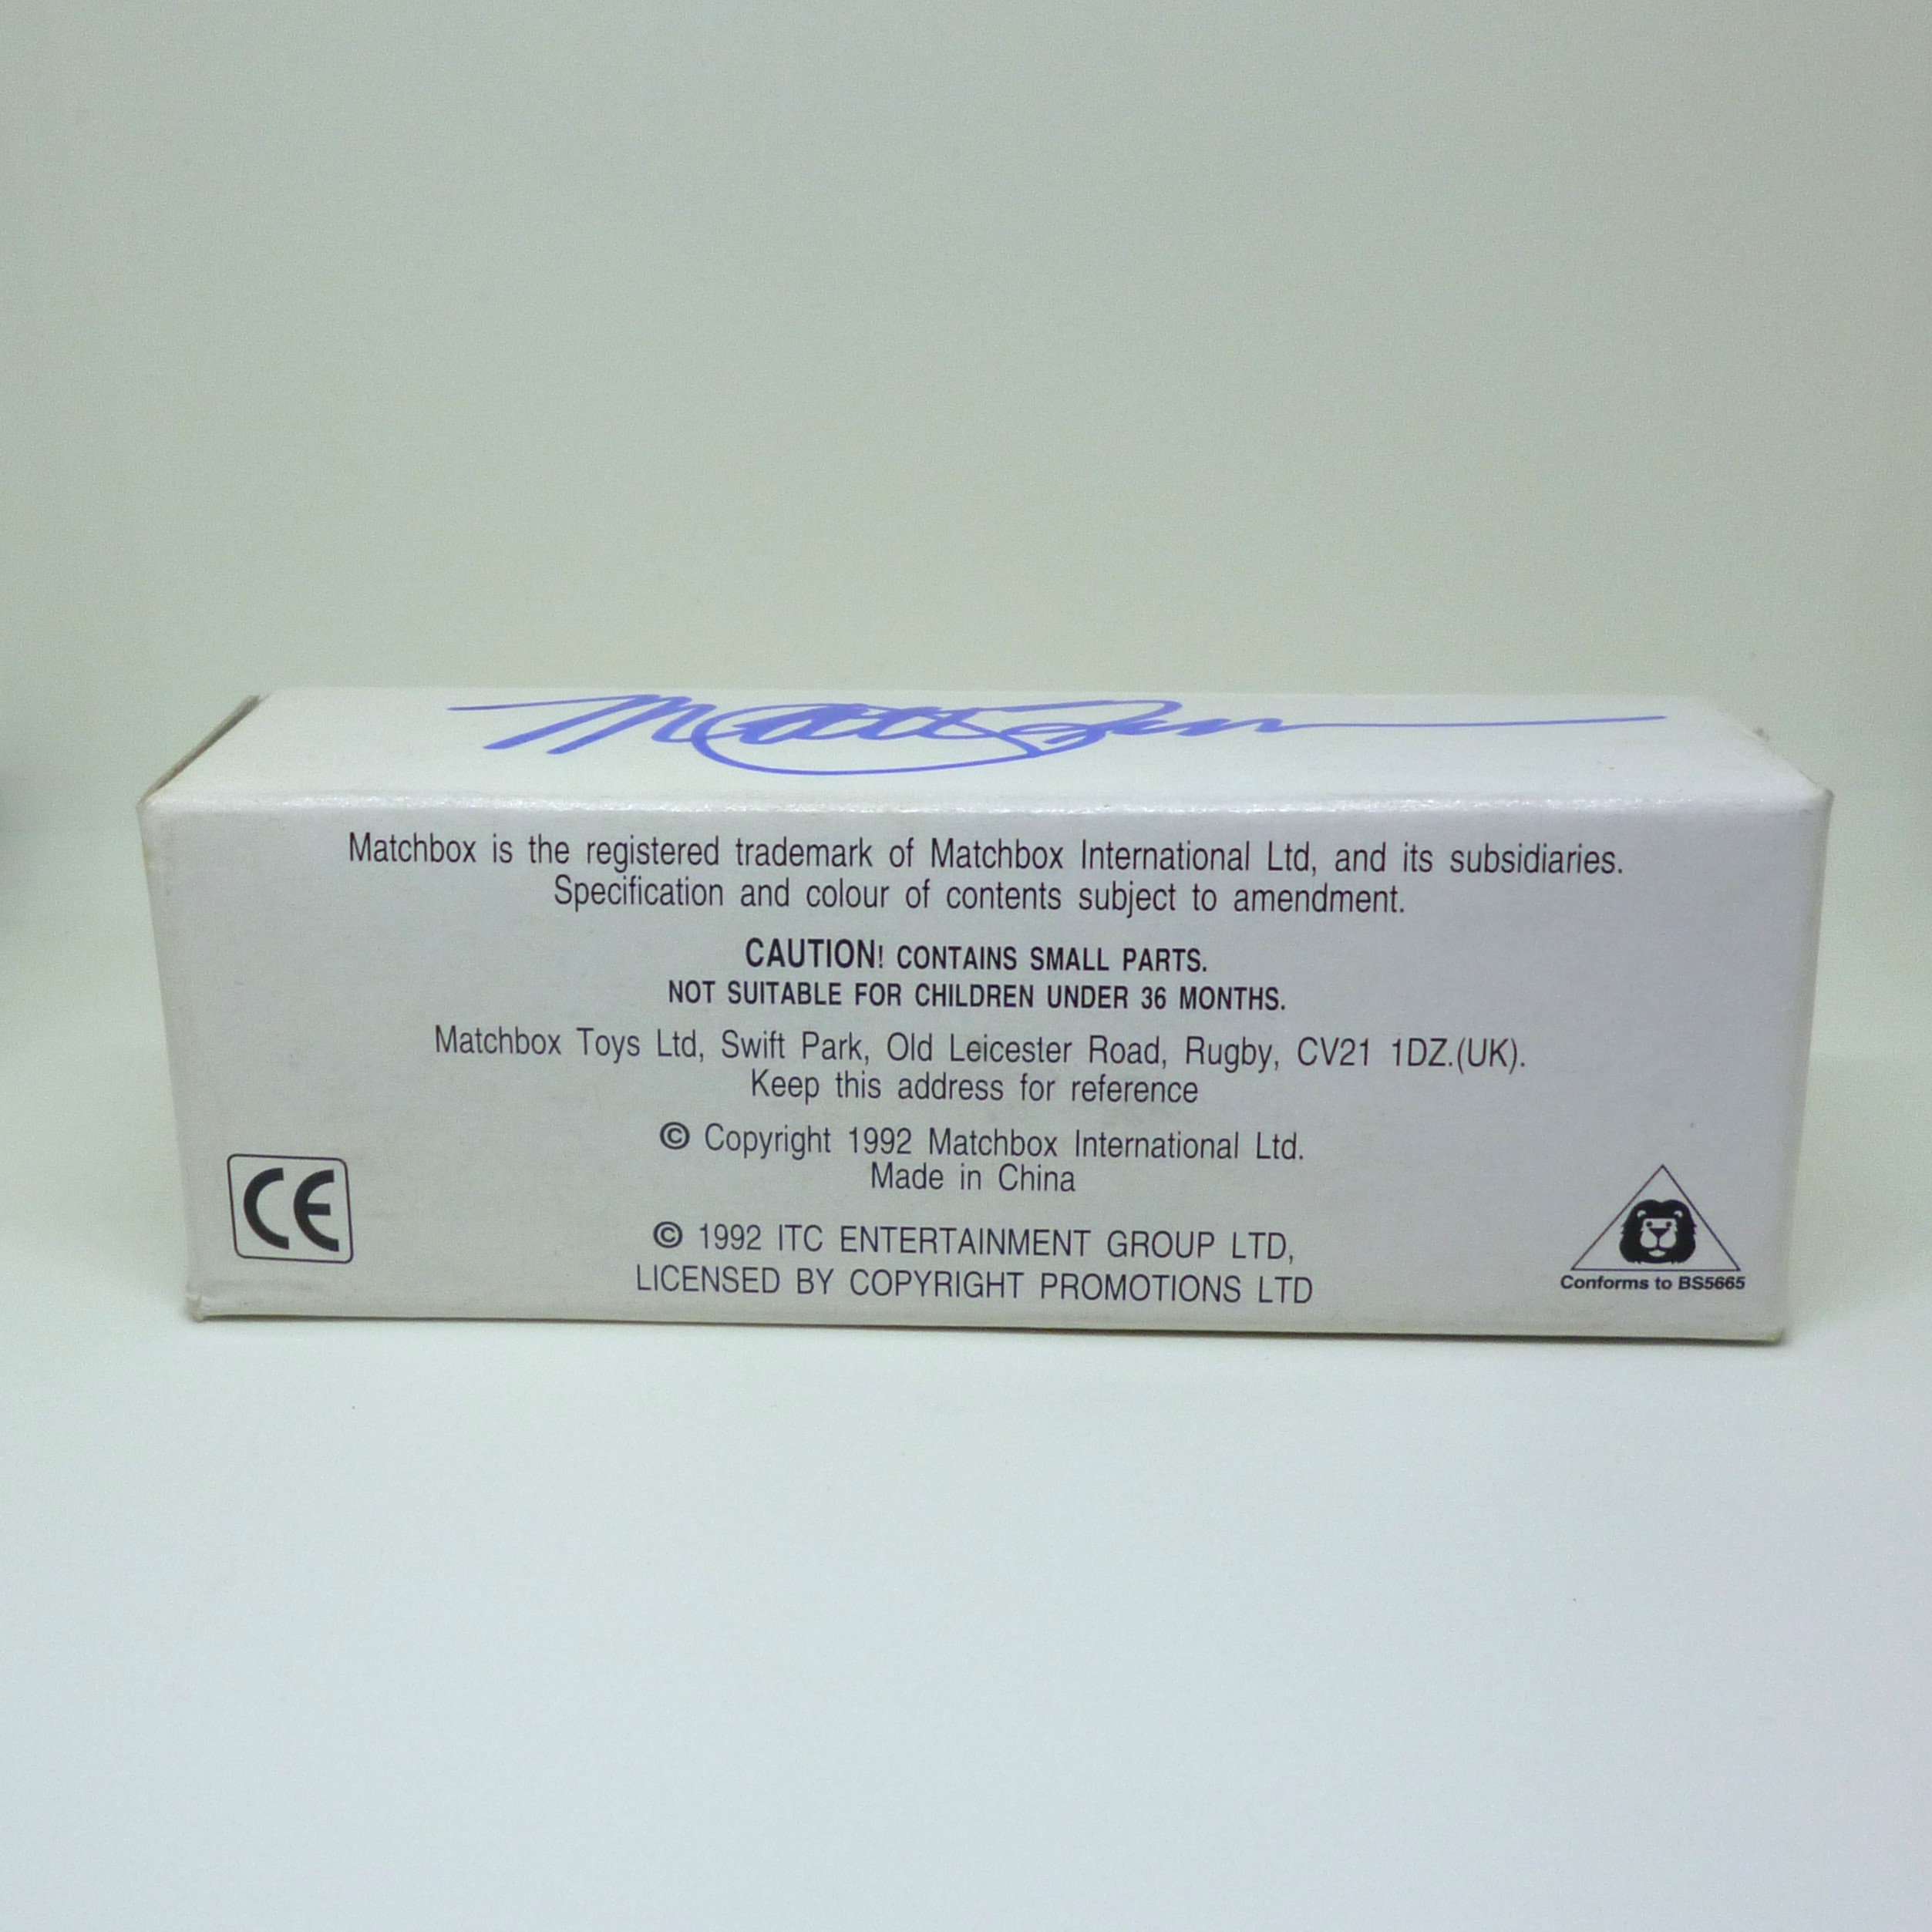 Matchbox is the registered trademark of Matchbox International Ltd, and its subsidiaries.
Specification and colour of contents subject to amendment.
CAUTION! CONTAINS SMALL PARTS.
NOT SUITABLE FOR CHILDREN UNDER 36 MONTHS.
Matchbox Toys Ltd, Swift Park, Old Leicester Road, Rugby, CV21 1DZ.(UK).
Keep this address for reference
© Copyright 1992 Matchbox International Ltd.
Made in China
© 1992 ITC ENTERTAINMENT GROUP LTD,
LICENSED BY COPYRIGHT PROMOTIONS LTD
CE
Conforms to BS5665